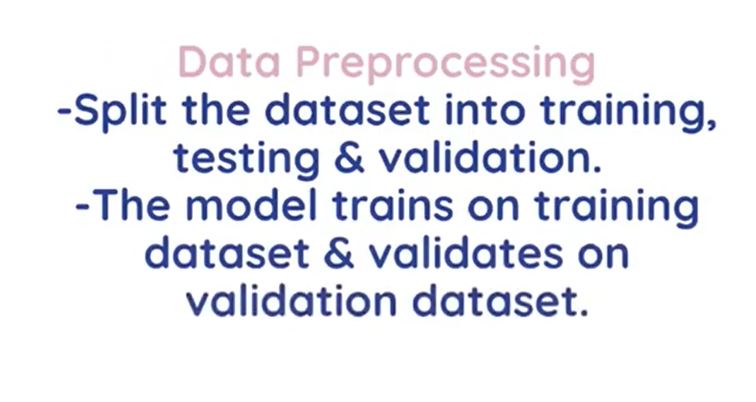 Data Preprocessing
-Split the dataset into training,
testing & validation.
-The model trains on training
dataset & validates on
validation dataset.